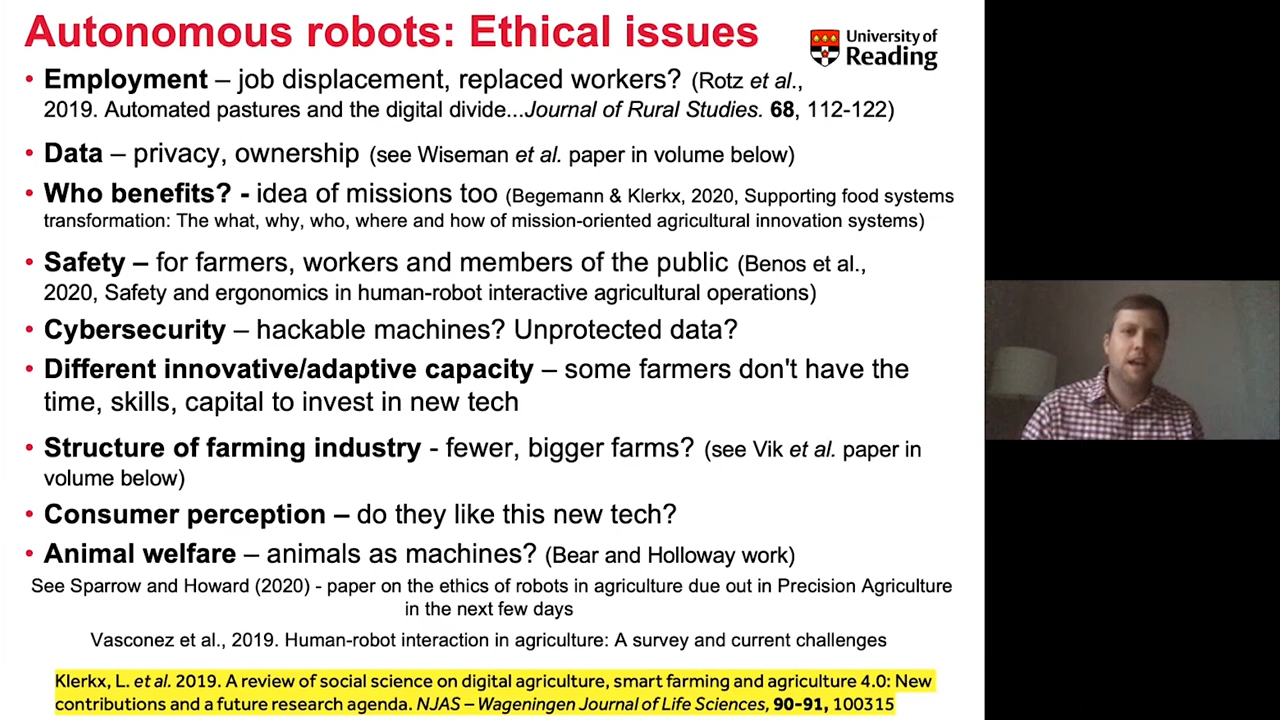 Autonomous robots: Ethical issues
University of
Reading
• Employment – job displacement, replaced workers? (Rotz et al.,
2019. Automated pastures and the digital divide...Journal of Rural Studies. 68, 112-122)
• Data – privacy, ownership (see Wiseman et al. paper in volume below)
• Who benefits? - idea of missions too (Begemann & Klerkx, 2020, Supporting food systems
transformation: The what, why, who, where and how of mission-oriented agricultural innovation systems)
• Safety – for farmers, workers and members of the public (Benos et al.,
2020, Safety and ergonomics in human-robot interactive agricultural operations)
• Cybersecurity – hackable machines? Unprotected data?
• Different innovative/adaptive capacity – some farmers don't have the
time, skills, capital to invest in new tech
• Structure of farming industry - fewer, bigger farms? (see Vik et al. paper in
volume below)
• Consumer perception – do they like this new tech?
• Animal welfare – animals as machines? (Bear and Holloway work)
See Sparrow and Howard (2020) - paper on the ethics of robots in agriculture due out in Precision Agriculture
in the next few days
Vasconez et al., 2019. Human-robot interaction in agriculture: A survey and current challenges
Klerkx, L. et al. 2019. A review of social science on digital agriculture, smart farming and agriculture 4.0: New
contributions and a future research agenda. NJAS – Wageningen Journal of Life Sciences, 90-91, 100315